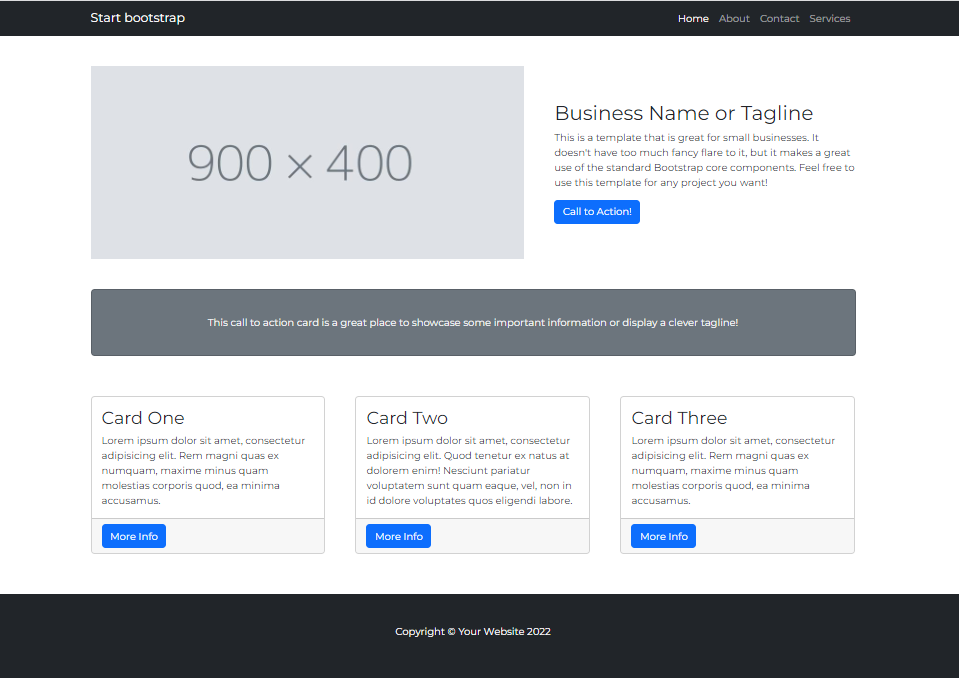 Start bootstrap
Home About Contact Services
900 × 400
Business Name or Tagline
This is a template that is great for small businesses. It
doesn't have too much fancy flare to it, but it makes a great
use of the standard Bootstrap core components. Feel free to
use this template for any project you want!
Call to Action!
This call to action card is a great place to showcase some important information or display a clever tagline!
Card One
Lorem ipsum dolor sit amet, consectetur
adipisicing elit. Rem magni quas ex
numquam, maxime minus quam
molestias corporis quod, ea minima
accusamus.
More Info
Card Two
Lorem ipsum dolor sit amet, consectetur
adipisicing elit. Quod tenetur ex natus at
dolorem enim! Nesciunt pariatur
voluptatem sunt quam eaque, vel, non in
id dolore voluptates quos eligendi labore.
More Info
Card Three
Lorem ipsum dolor sit amet, consectetur
adipisicing elit. Rem magni quas ex
numquam, maxime minus quam
molestias corporis quod, ea minima
accusamus.
More Info
Copyright © Your Website 2022